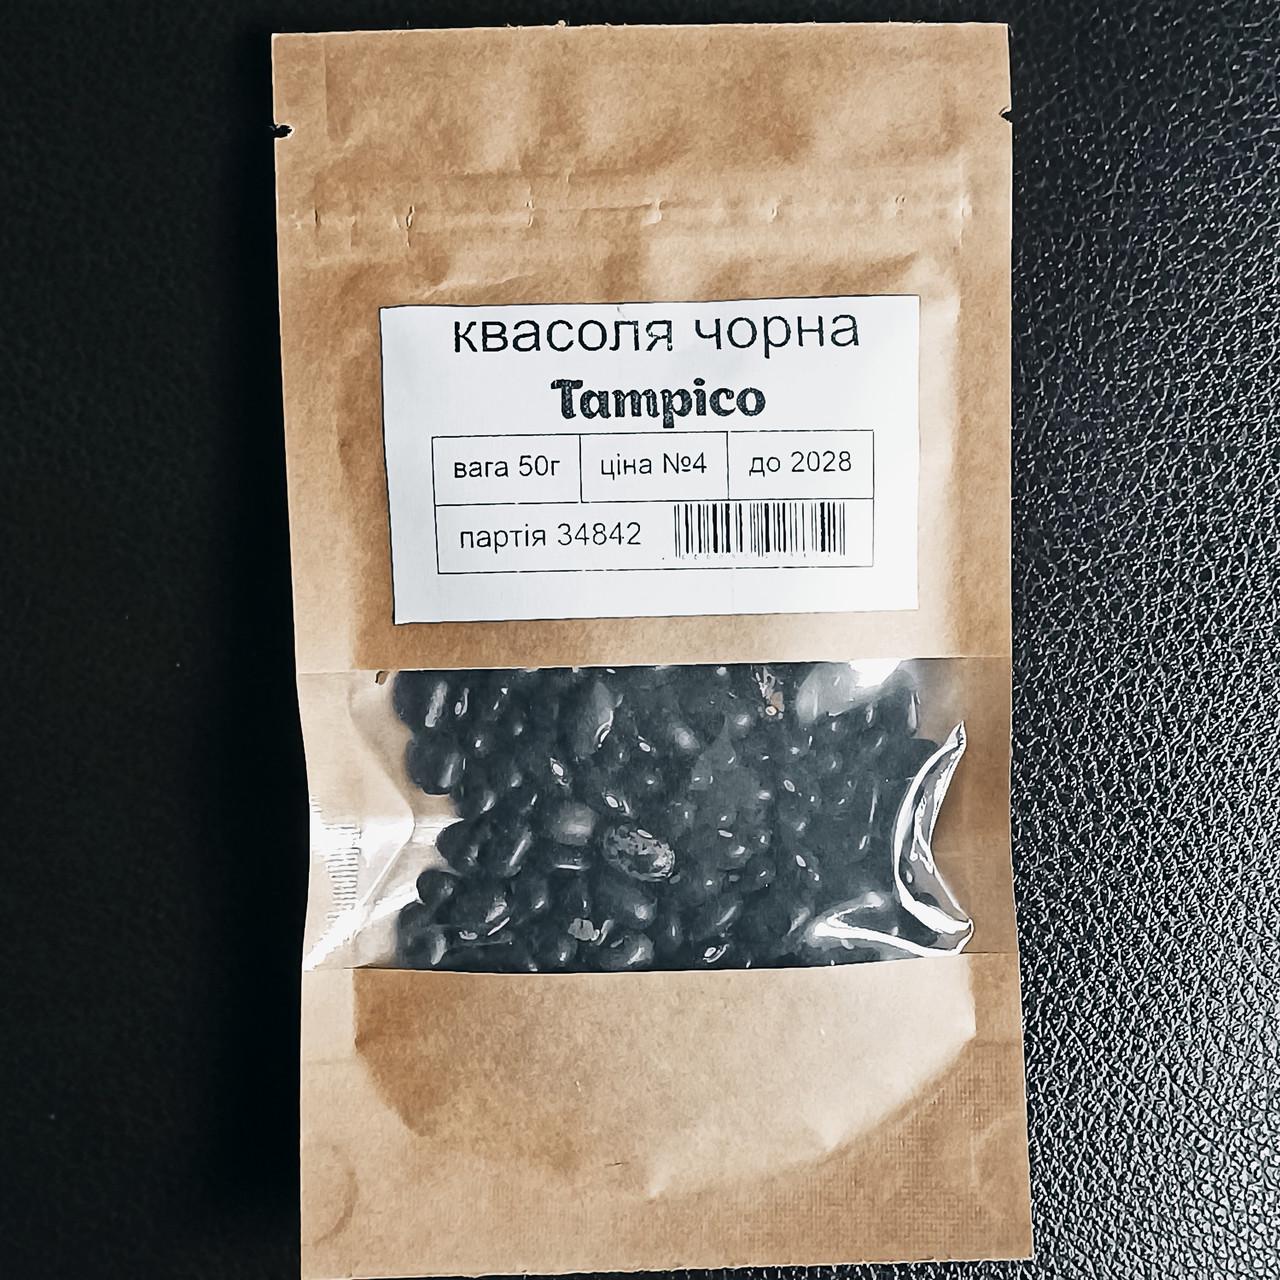 квасоля чорна
Tampico
вага 50г ціна №4 до 2028
партія 34842